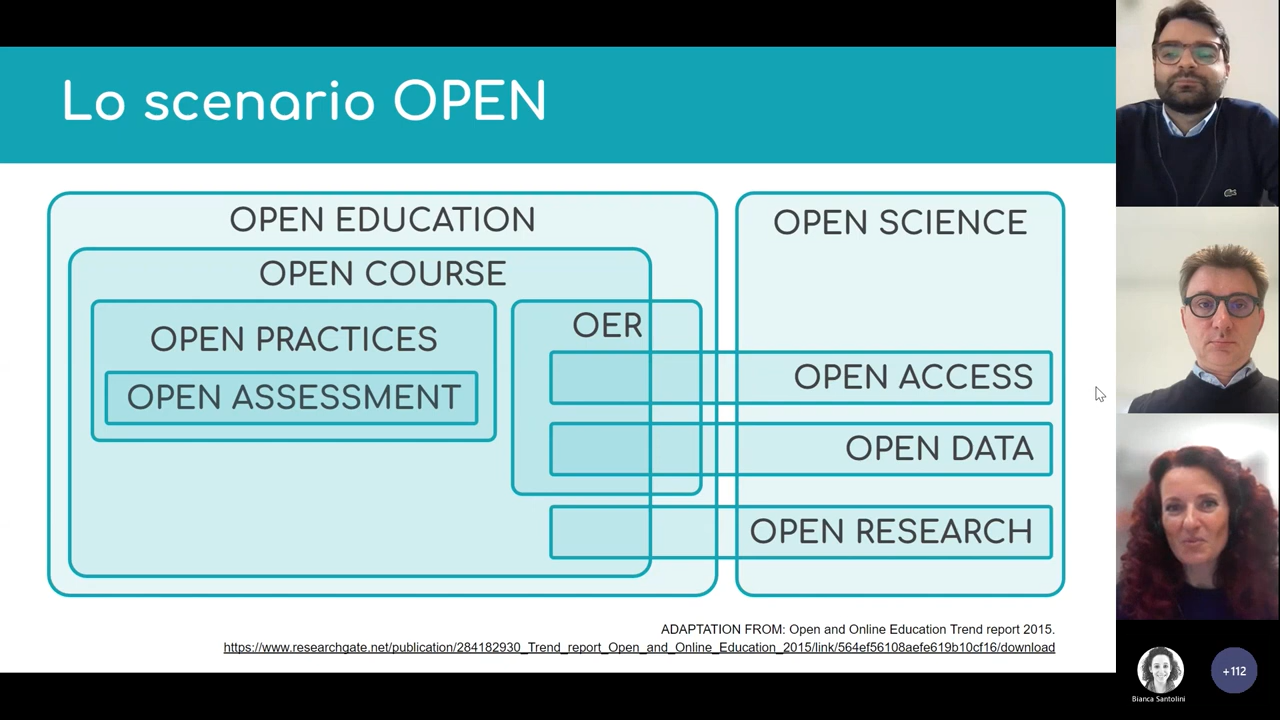 Lo scenario OPEN
OPEN EDUCATION
OPEN COURSE
OPEN PRACTICES
OPEN ASSESSMENT
OER
OPEN SCIENCE
OPEN ACCESS
OPEN DATA
OPEN RESEARCH
ADAPTATION FROM: Open and Online Education Trend report 2015.
https://www.researchgate.net/publication/284182930_Trend_report_Open_and_Online_Education_2015/link/564ef56108aefe619b10cf16/download
Bianca Santolini
+112